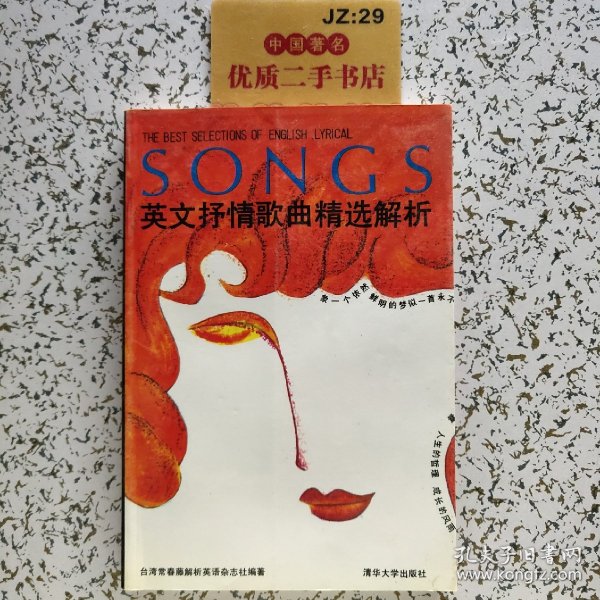 JZ:29
中国著名
优质二手书店
THE BEST SELECTIONS OF ENGLISH LYRICAL
SONGS
英文抒情歌曲精选解析
一个依然 鲜明的梦似一首永不
人生的哲理 成长的风雨
台湾常春藤解析英语杂志社编著
清华大学出版社
孔夫子旧书网
www.kongfz.com